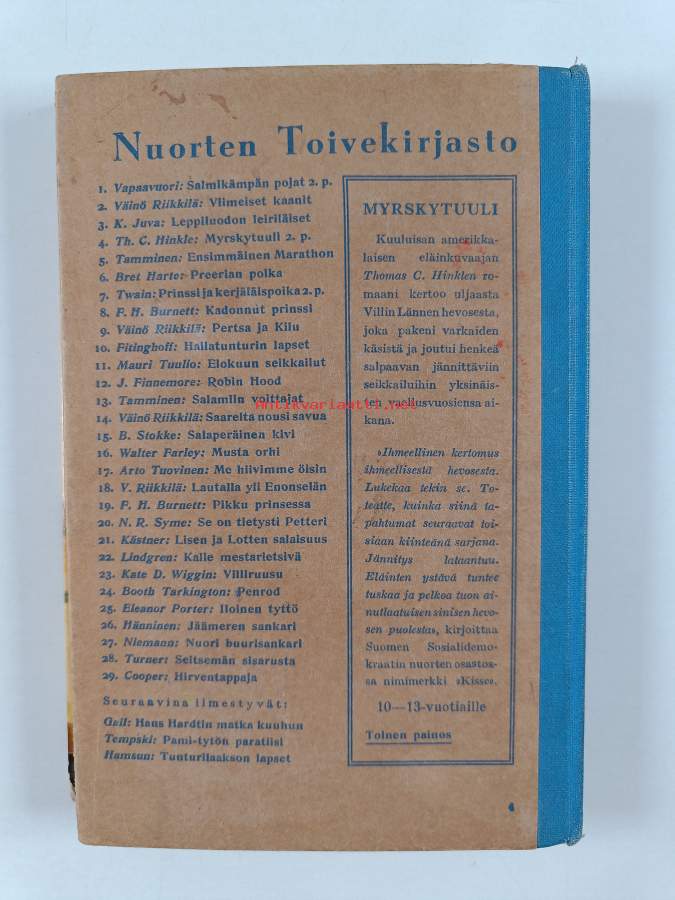 Nuorten Toivekirjasto
1. Vapaavuori: Salmikämpän pojat 2. p.
2. Väinö Riikkilä: Viimeiset kaanit
3. K. Juva: Leppiluodon leiriläiset
4. Th. C. Hinkle: Myrskytuuli 2. p.
5. Tamminen: Ensimmäinen Marathon
6. Bret Harte: Preerian poika
7. Twain: Prinssi ja kerjäläispoika 2. p.
8. F. H. Burnett: Kadonnut prinssi
9. Väinö Riikkilä: Pertsa ja Kilu
10. Fitinghoff: Hallatunturin lapset
11. Mauri Tuulio: Elokuun seikkailut
12. J. Finnemore: Robin Hood
13. Tamminen: Salamiin voittajat
14. Väinö Riikkilä: Saarelta nousi savua
15. B. Stokke: Salaperäinen kivi
16. Walter Farley: Musta orhi
17. Arto Tuovinen: Me hiivimme öisin
18. V. Riikkilä: Lautalla yli Enonselän
19. F. H. Burnett: Pikku prinsessa
20. N. R. Syme: Se on tietysti Petteri
21. Kästner: Lisen ja Lotten salaisuus
22. Lindgren: Kalle mestarietsivä
23. Kate D. Wiggin: Villiruusu
24. Booth Tarkington: Penrod
25. Eleanor Porter: Iloinen tyttö
26. Hänninen: Jäämeren sankari
27. Niemann: Nuori buurisankari
28. Turner: Seitsemän sisarusta
29. Cooper: Hirventappaja
Seuraavina ilmestyvät:
Gail: Hans Hardtin matka kuuhun
Tempski: Pami-tytön paratiisi
Hamsun: Tunturilaakson lapset
MYRSKYTUULI
Kuuluisan amerikka-
laisen eläinkuvaajan
Thomas C. Hinklen ro-
maani kertoo uljaasta
Villin Lännen hevosesta,
joka pakeni varkaiden
käsistä ja joutui henkeä
salpaavan jännittäviin
seikkailuihin yksinäis-
ten vaellusvuosiensa ai-
kana.
»Ihmeellinen kertomus
ihmeellisestä hevosesta.
Lukekaa tekin se. To-
teatte, kuinka siinä ta-
pahtumat seuraavat toi-
siaan kiinteänä sarjana.
Jännitys lataantuu.
Eläinten ystävä tuntee
tuskaa ja pelkoa tuon ai-
nutlaatuisen sinisen hevo-
sen puolesta», kirjoittaa
Suomen Sosialidemo-
kraatin nuorten osastos-
sa nimimerkki »Kisse».
10—13-vuotiaille
Toinen painos
4
Antikvariaatti.net